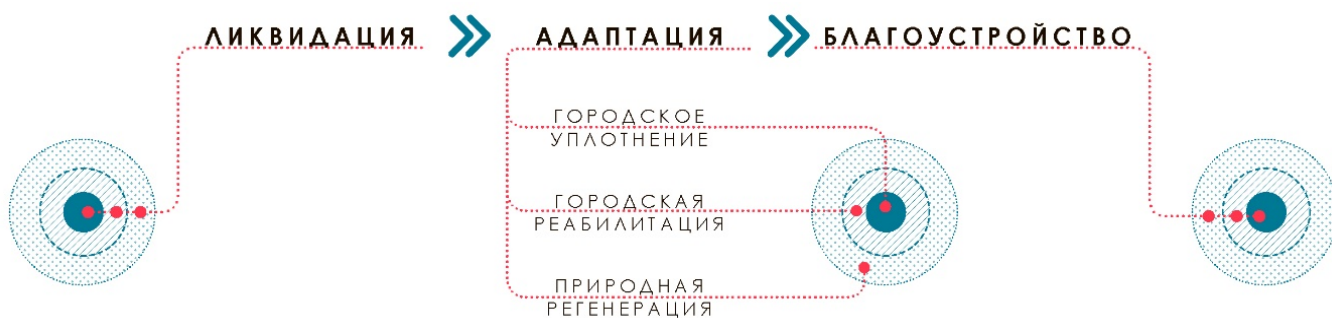 ЛИКВИДАЦИЯ
АДАПТАЦИЯ
БЛАГОУСТРОЙСТВО
ГОРОДСКОЕ
УПЛОТНЕНИЕ
ГОРОДСКАЯ
РЕАБИЛИТАЦИЯ
ПРИРОДНАЯ
РЕГЕНЕРАЦИЯ